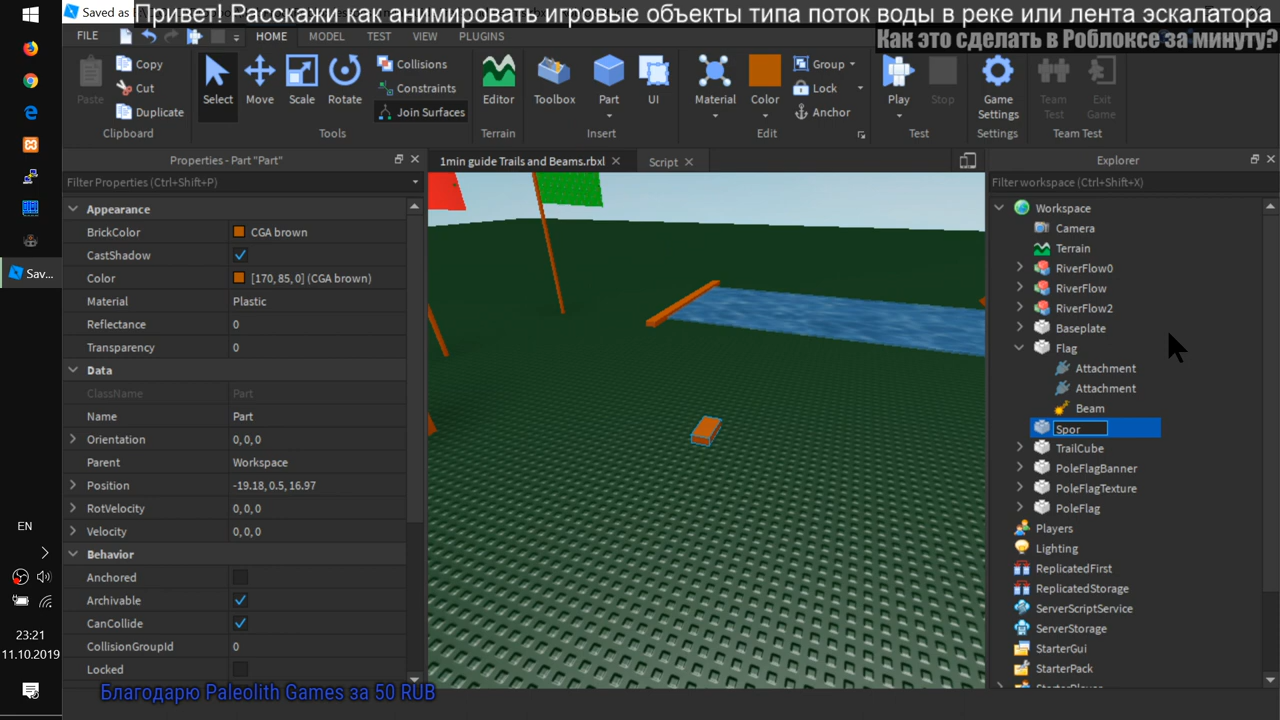 Saved as
Привет! Расскажи как анимировать игровые объекты типа поток воды в реке или лента эскалатора
Как это сделать в Роблоксе за минуту?
FILE
HOME
MODEL
TEST
VIEW
PLUGINS
Paste
Copy
Cut
Duplicate
Clipboard
Select
Move
Scale
Rotate
Collisions
Constraints
Join Surfaces
Tools
Editor
Terrain
Toolbox
Part
UI
Insert
Material
Color
Group
Lock
Anchor
Edit
Play
Stop
Test
Game Settings
Settings
Team Test
Exit Game
Team Test
Properties - Part "Part"
Filter Properties (Ctrl+Shift+P)
Appearance
BrickColor CGA brown
CastShadow
Color [170,85,0] (CGA brown)
Material Plastic
Reflectance 0
Transparency 0
Data
ClassName Part
Name Part
Orientation 0,0,0
Parent Workspace
Position -19.18, 0.5, 16.97
RotVelocity 0,0,0
Velocity 0,0,0
Behavior
Anchored
Archivable
CanCollide
CollisionGroupId 0
Locked
1min guide Trails and Beams.rbxl
Script
Explorer
Filter workspace (Ctrl+Shift+X)
Workspace
Camera
Terrain
RiverFlow0
RiverFlow
RiverFlow2
Baseplate
Flag
Attachment
Attachment
Beam
Spor
TrailCube
PoleFlagBanner
PoleFlagTexture
PoleFlag
Players
Lighting
ReplicatedFirst
ReplicatedStorage
ServerScriptService
ServerStorage
StarterGui
StarterPack
Sav...
EN
23:21
11.10.2019
Благодарю Paleolith Games за 50 RUB